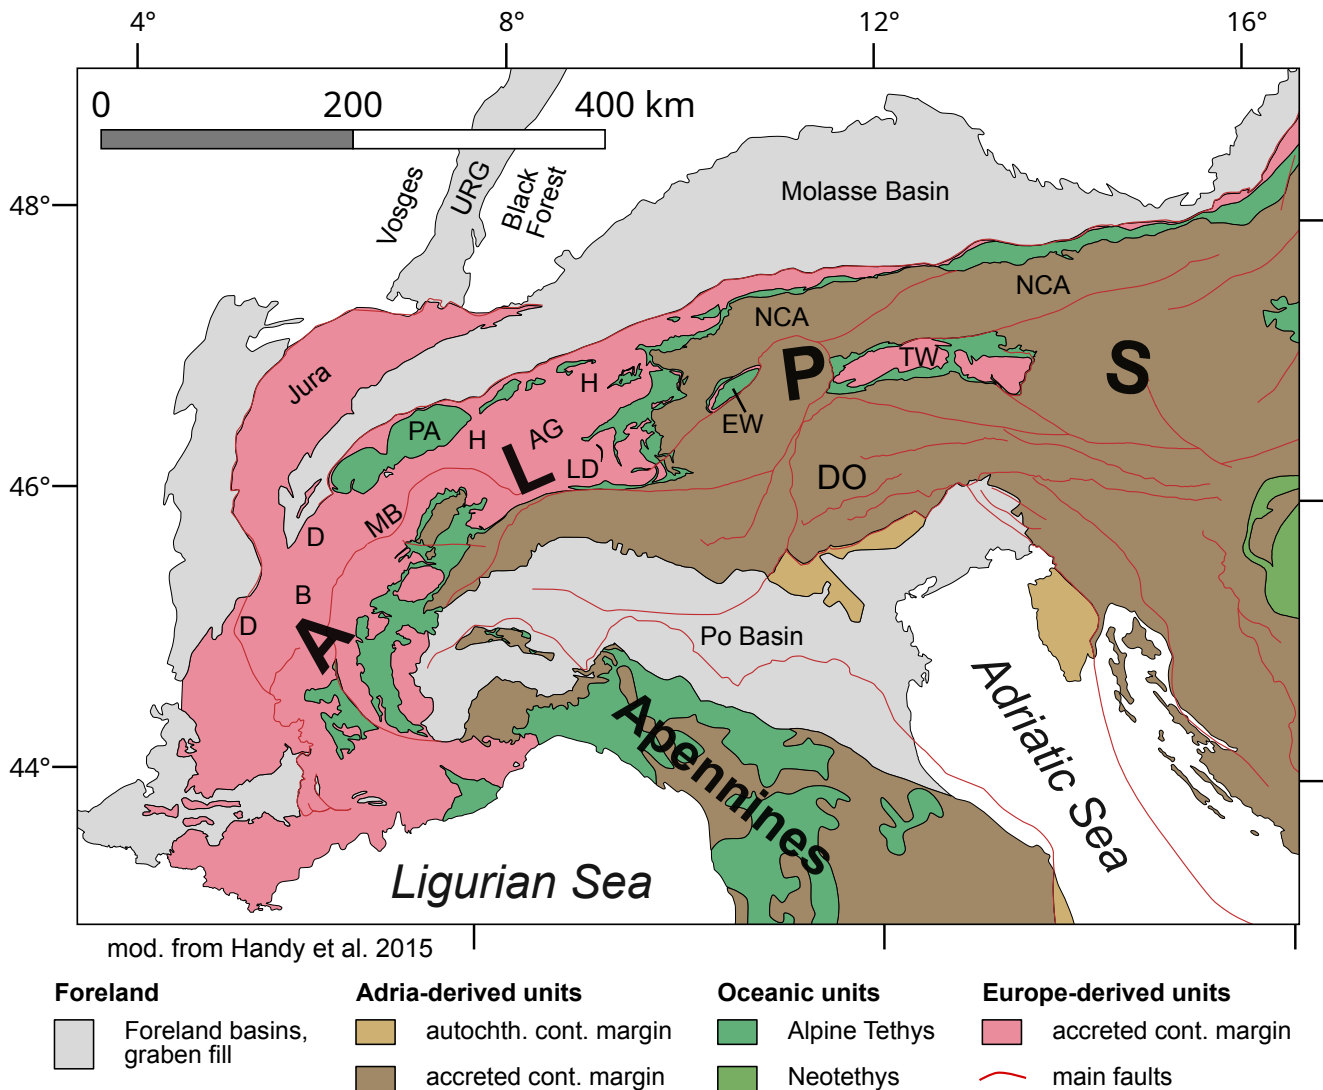 4° 8° 12° 16°
0 200 400 km
Vosges
URG
Black
Forest
Molasse Basin
48°
NCA
NCA
Jura
H
TW
P
S
PA
H
AG
EW
L
LD
DO
46°
MB
D
B
D
A
Po Basin
Adriatic Sea
Apennines
44°
Ligurian Sea
mod. from Handy et al. 2015
Foreland
Foreland basins,
graben fill
Adria-derived units
autochth. cont. margin
accreted cont. margin
Oceanic units
Alpine Tethys
Neotethys
Europe-derived units
accreted cont. margin
main faults